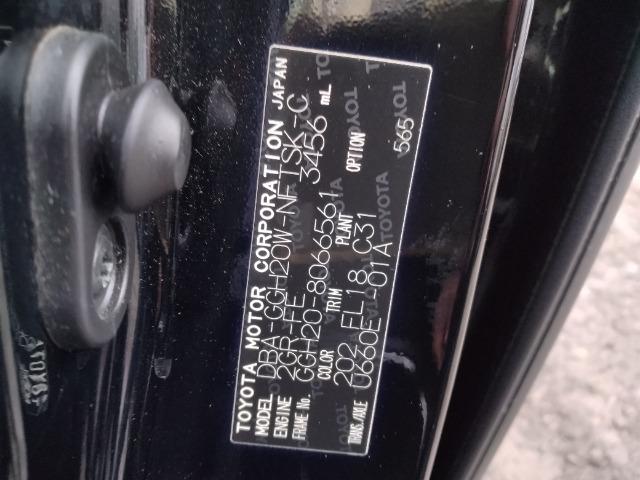 TOYOTA MOTOR CORPORATION JAPAN
MODEL DBA-GGH20W-NFTSK-C
ENGINE 2GR-FE 3456 mL
FRAME No. GGH20-8066561
COLOR TRIM PLANT OPTION
202 EL18 C31 565
TRANS./AXLE U660E -01A